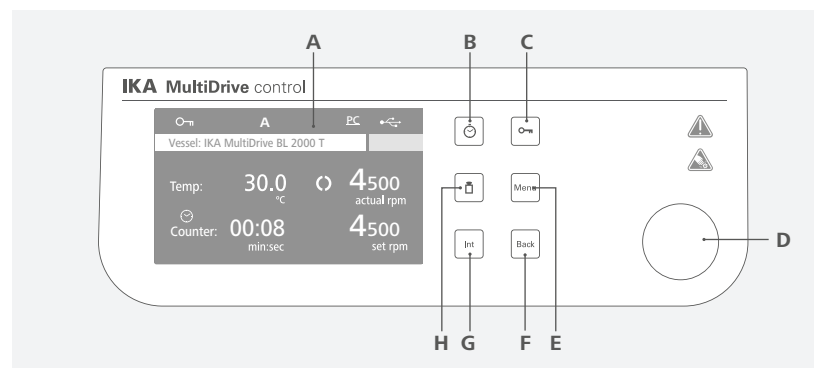 A
B
C
IKA MultiDrive control
A
PC
Vessel: IKA MultiDrive BL 2000 T
Temp:
30.0
°C
4500
actual rpm
Menu
Counter:
00:08
min:sec
4500
set rpm
Int
Back
D
H
G
F
E